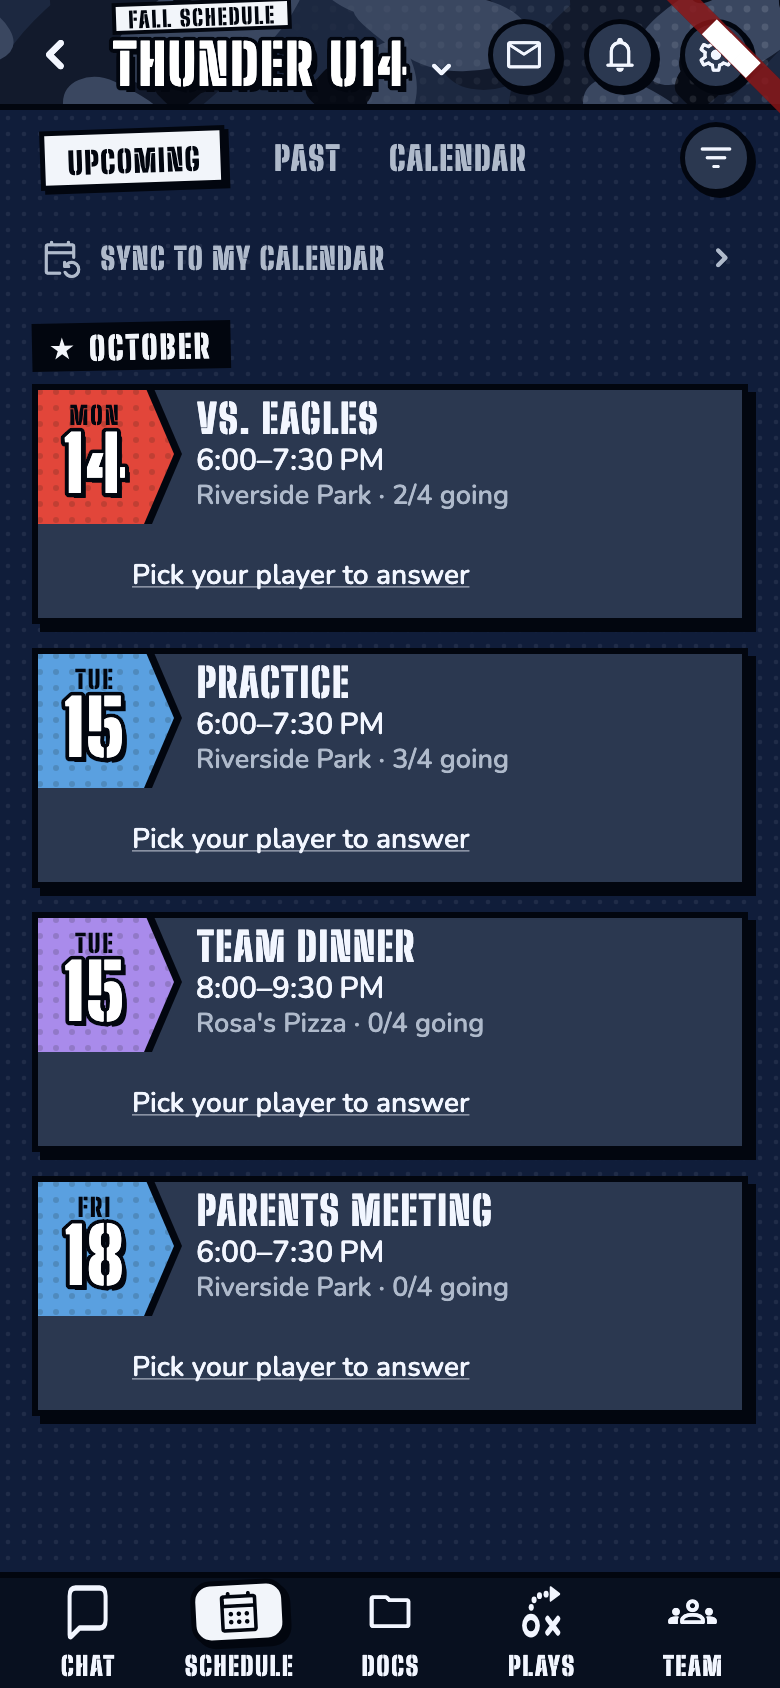 FALL SCHEDULE
THUNDER U14
UPCOMING PAST CALENDAR
SYNC TO MY CALENDAR
★ OCTOBER
MON
14
VS. EAGLES
6:00–7:30 PM
Riverside Park · 2/4 going
Pick your player to answer
TUE
15
PRACTICE
6:00–7:30 PM
Riverside Park · 3/4 going
Pick your player to answer
TUE
15
TEAM DINNER
8:00–9:30 PM
Rosa's Pizza · 0/4 going
Pick your player to answer
FRI
18
PARENTS MEETING
6:00–7:30 PM
Riverside Park · 0/4 going
Pick your player to answer
CHAT SCHEDULE DOCS PLAYS TEAM